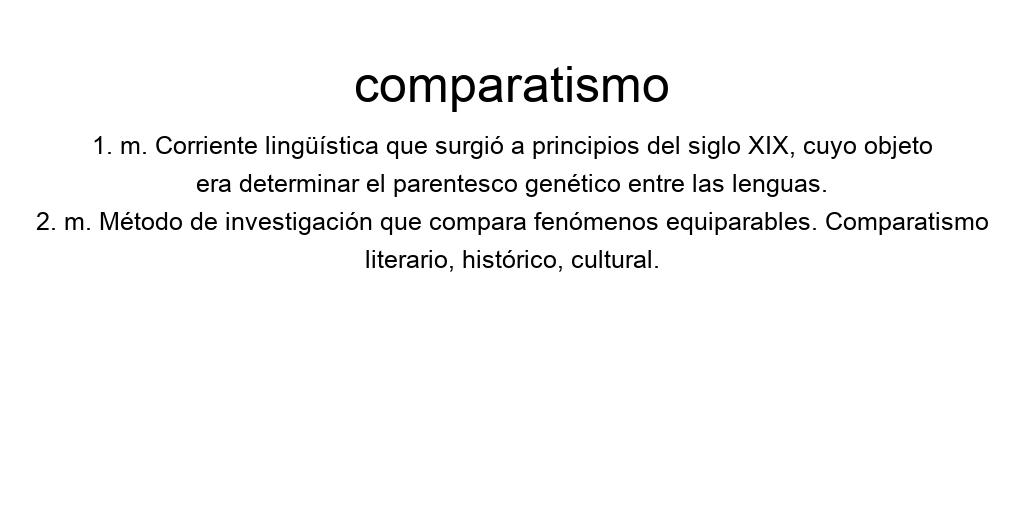 comparatismo
1. m. Corriente lingüística que surgió a principios del siglo XIX, cuyo objeto
era determinar el parentesco genético entre las lenguas.
2. m. Método de investigación que compara fenómenos equiparables. Comparatismo
literario, histórico, cultural.